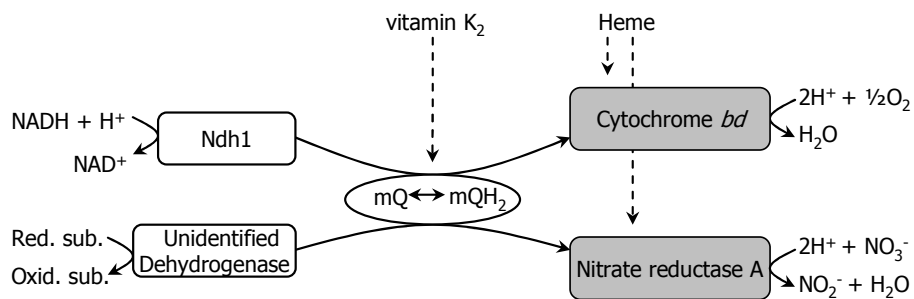 vitamin K₂
Heme
NADH + H⁺
NAD⁺
Ndh1
Cytochrome bd
2H⁺ + ½O₂
H₂O
mQ
mQH₂
Red. sub.
Oxid. sub.
Unidentified
Dehydrogenase
Nitrate reductase A
2H⁺ + NO₃⁻
NO₂⁻ + H₂O